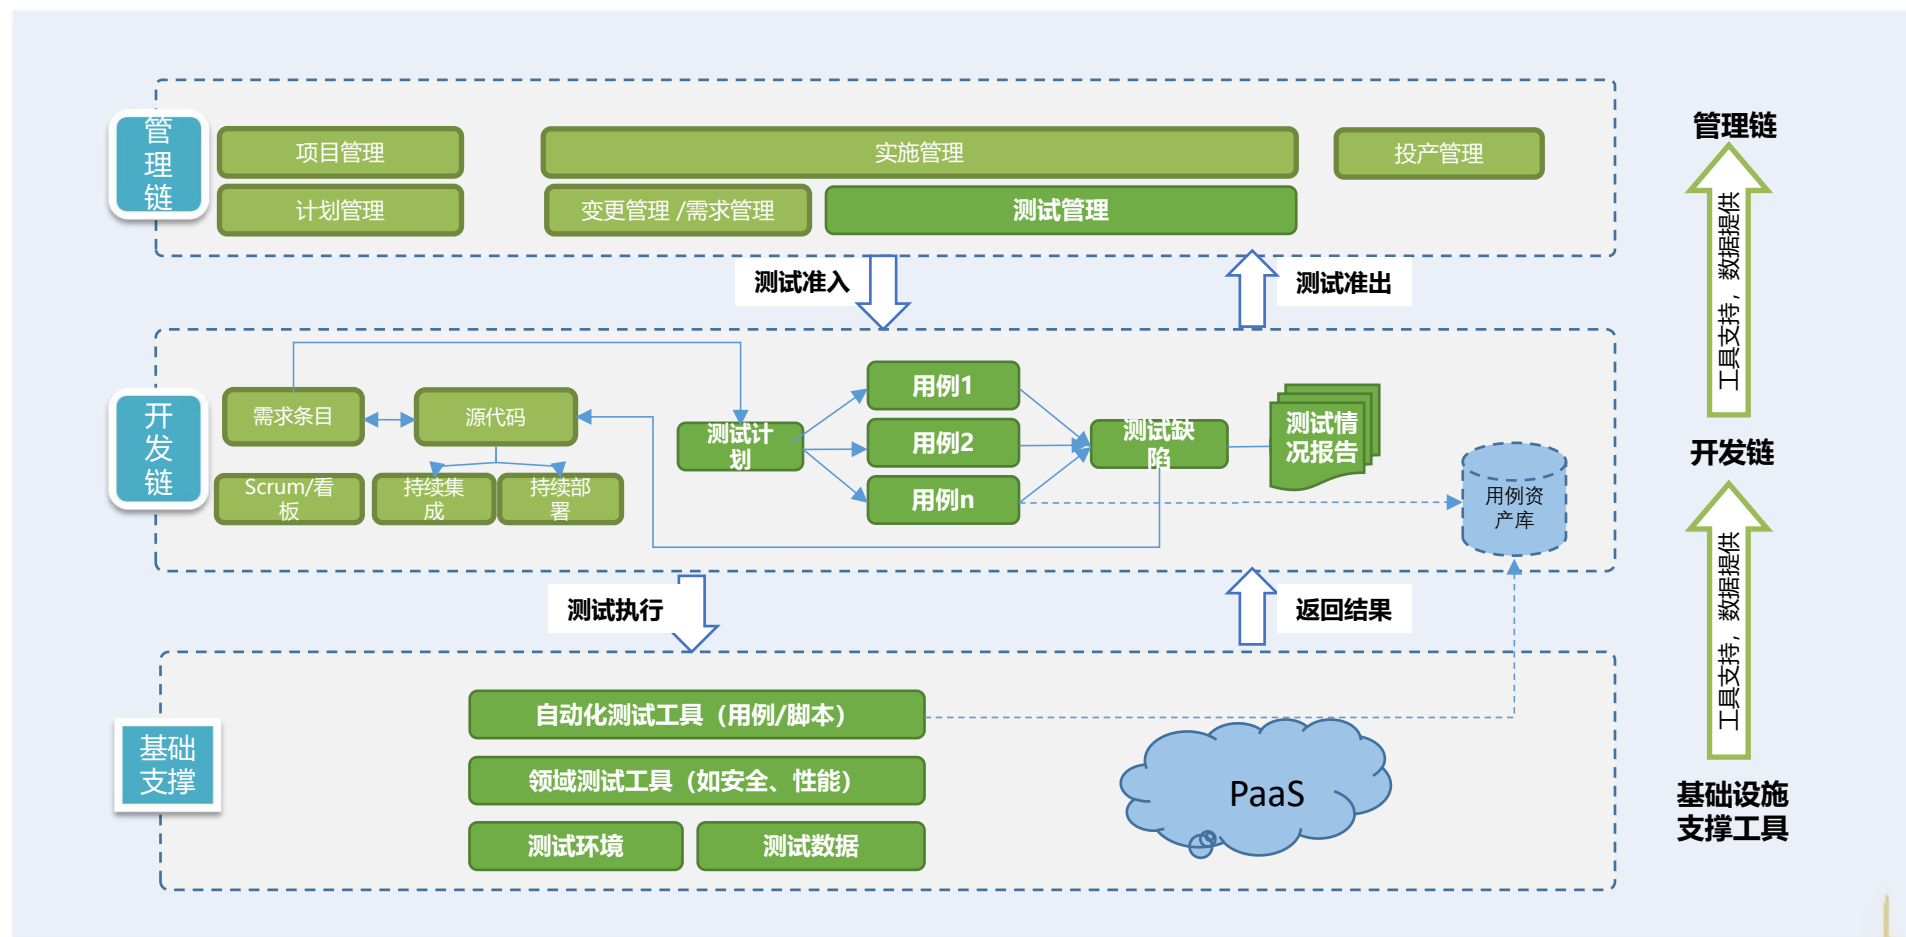 管
理
链
项目管理
实施管理
投产管理
计划管理
变更管理 /需求管理
测试管理
测试准入
测试准出
开
发
链
需求条目
源代码
Scrum/看
板
持续集
成
持续部
署
测试计
划
用例1
用例2
用例n
测试缺
陷
测试情
况报告
用例资
产库
测试执行
返回结果
基础
支撑
自动化测试工具（用例/脚本）
领域测试工具（如安全、性能）
测试环境
测试数据
PaaS
管理链
工具支持，数据提供
开发链
工具支持，数据提供
基础设施
支撑工具